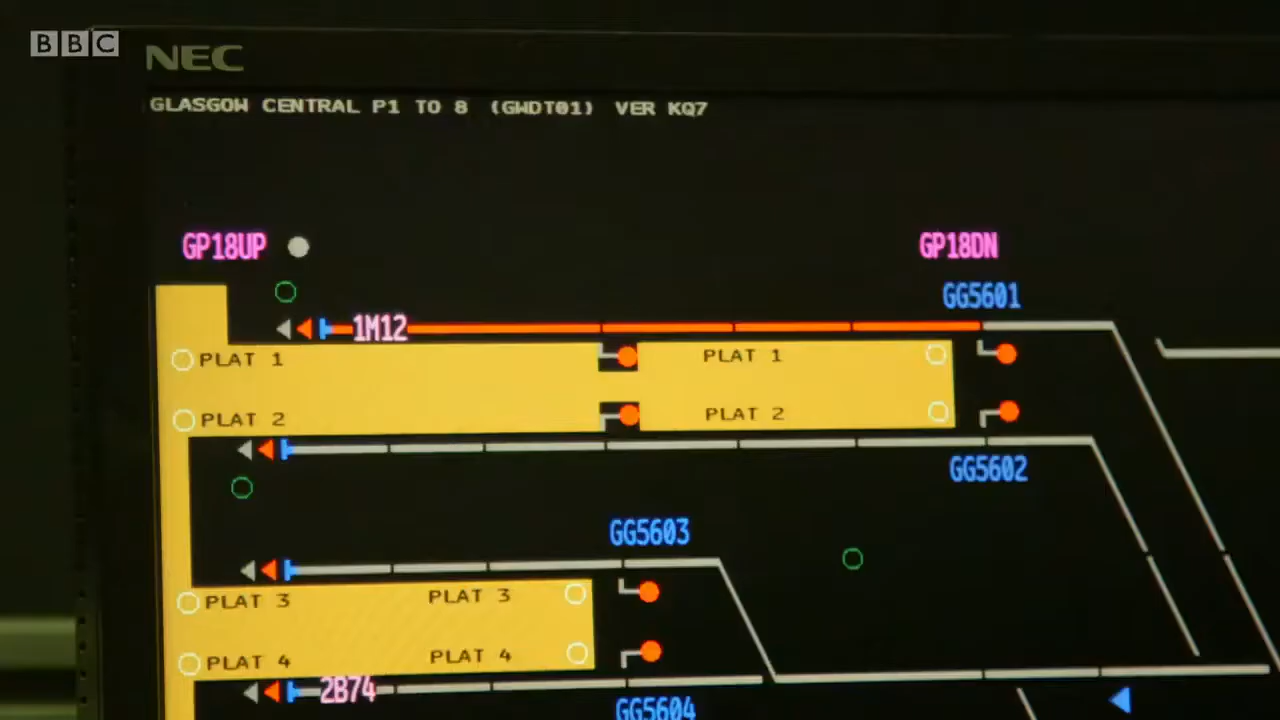 BBC
NEC
GLASGOW CENTRAL P1 TO 8 (GWDT01) VER KQ7
GP18UP
GP18DN
GG5601
1M12
PLAT 1
PLAT 1
PLAT 2
PLAT 2
GG5602
GG5603
PLAT 3
PLAT 3
PLAT 4
PLAT 4
2B74
GG5604